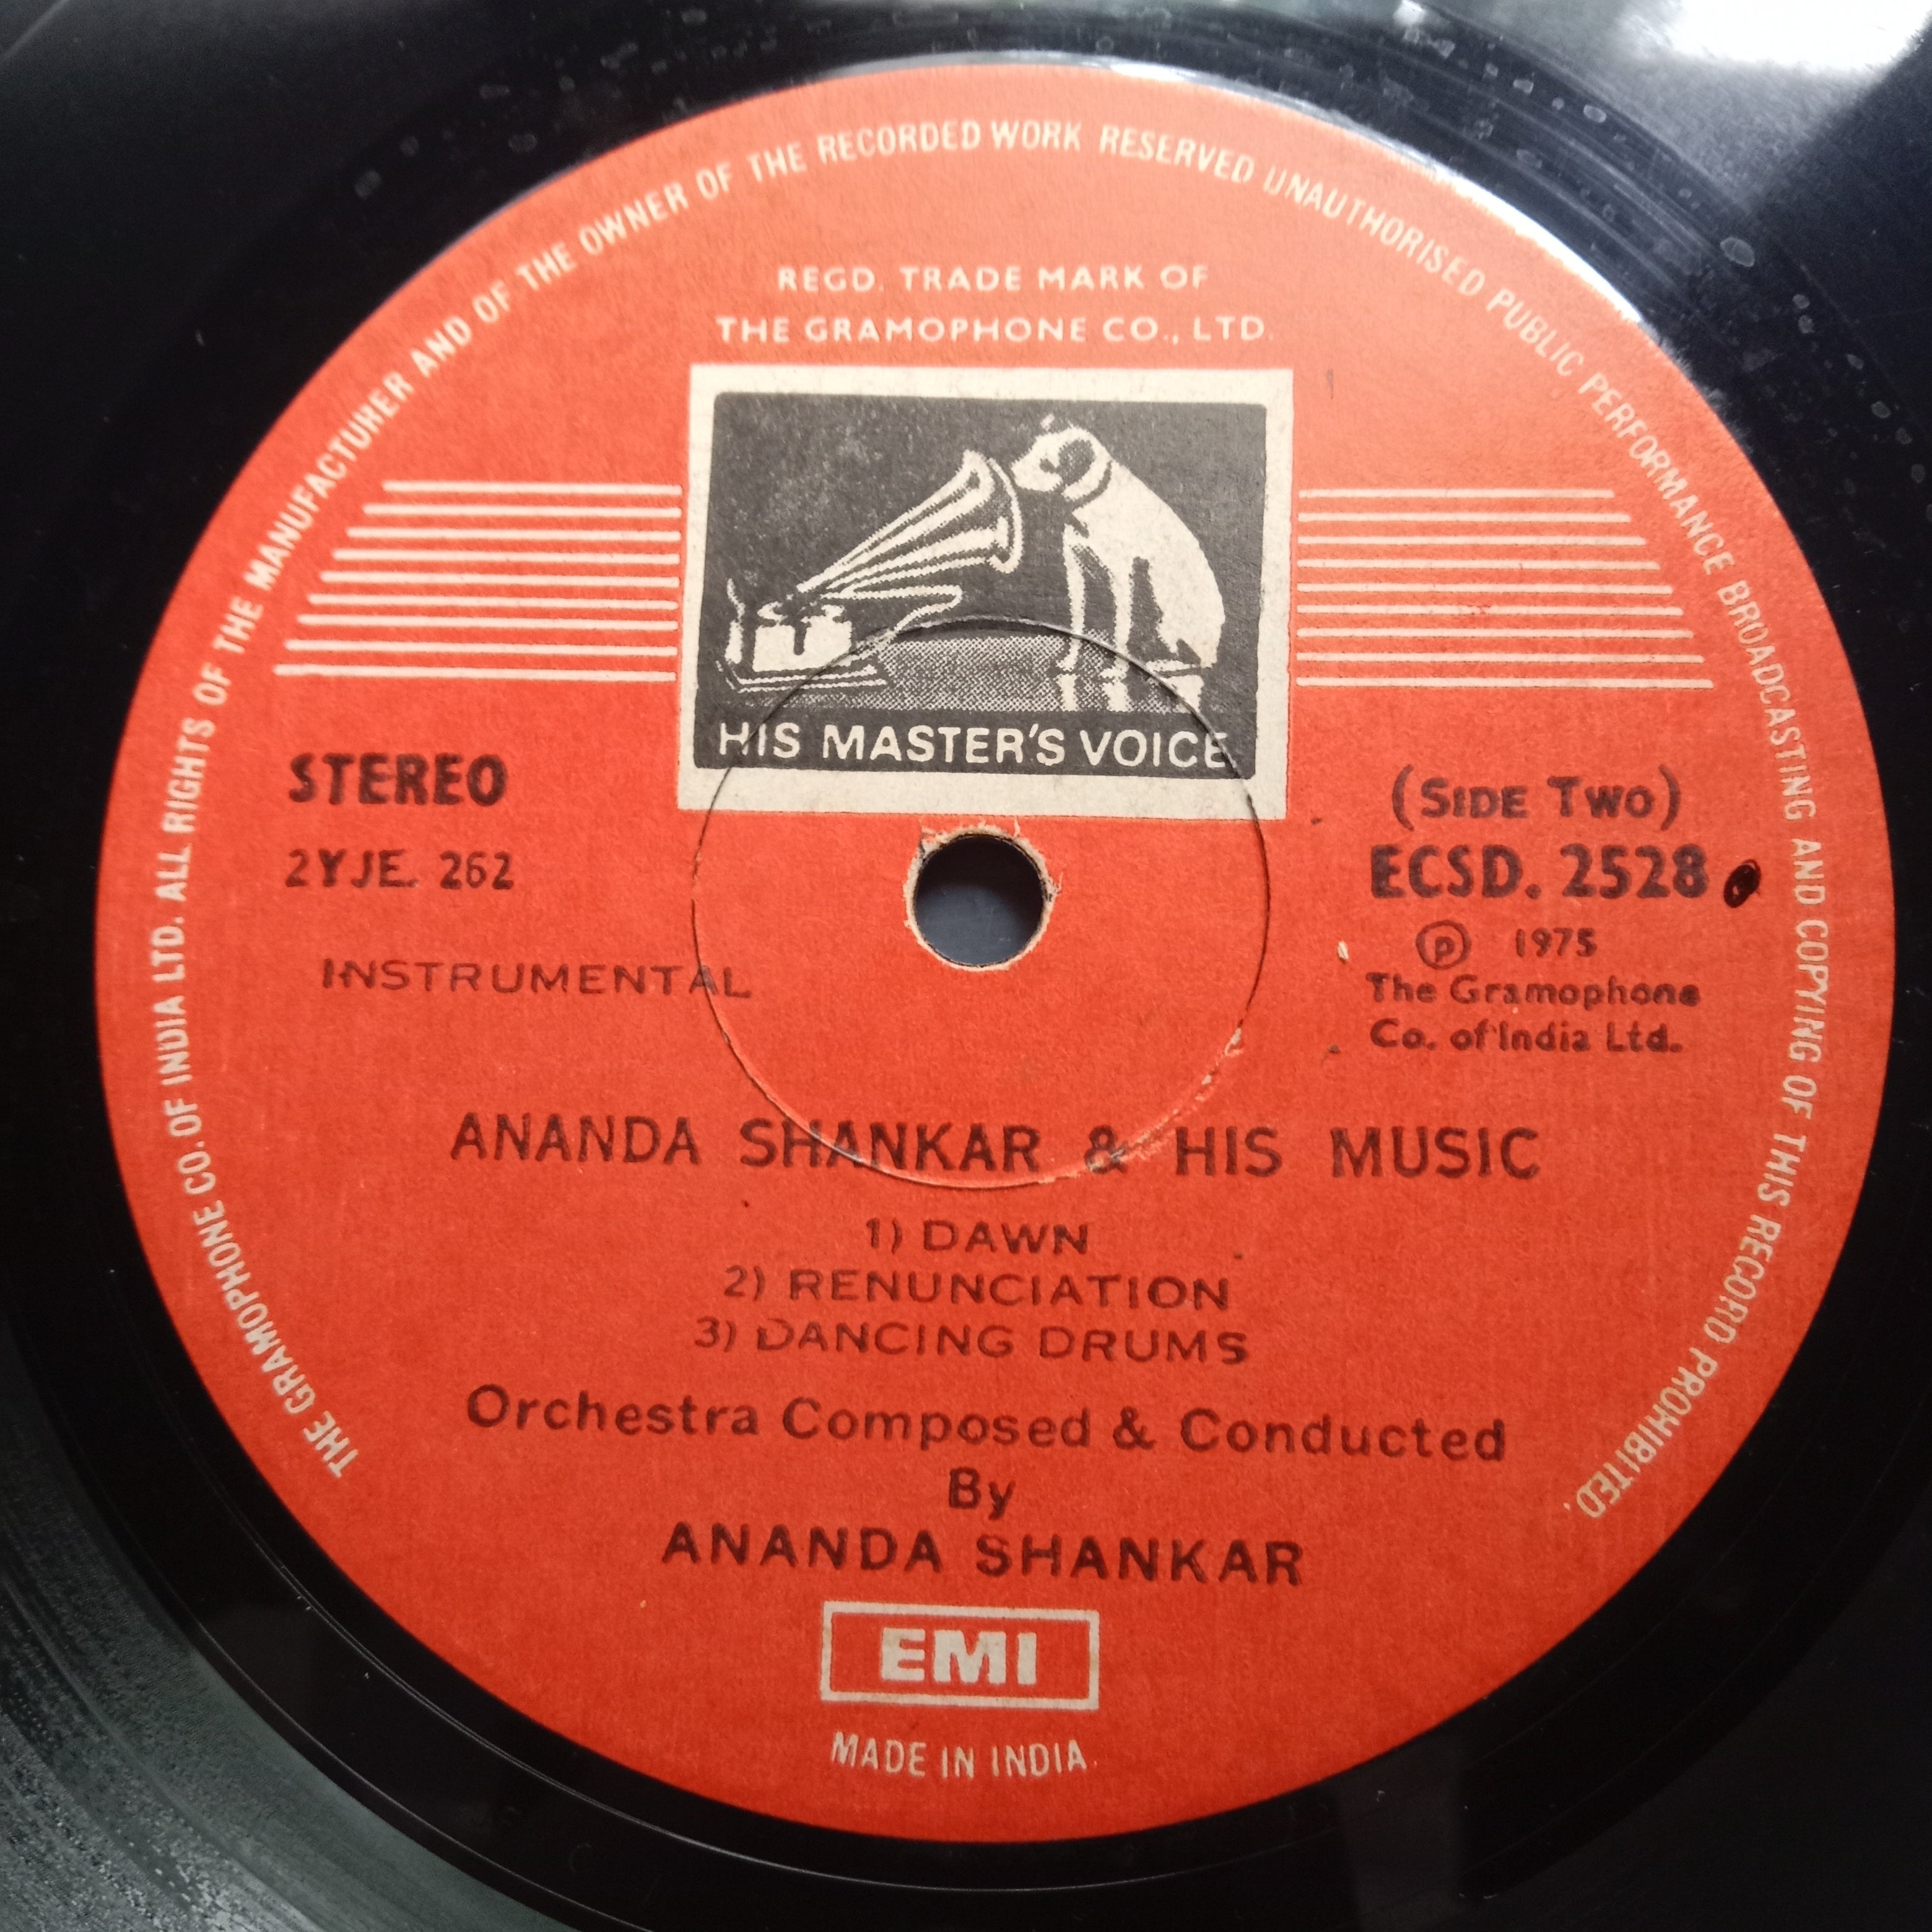 THE GRAMOPHONE CO. OF INDIA LTD. ALL RIGHTS OF THE MANUFACTURER AND OF THE OWNER OF THE RECORDED WORK RESERVED UNAUTHORISED PUBLIC PERFORMANCE BROADCASTING AND COPYING OF THIS RECORD PROHIBITED.
REGD. TRADE MARK OF
THE GRAMOPHONE CO., LTD.
HIS MASTER'S VOICE
STEREO
2YJE. 262
INSTRUMENTAL
(SIDE TWO)
ECSD. 2528
℗ 1975
The Gramophone
Co. of India Ltd.
ANANDA SHANKAR & HIS MUSIC
1) DAWN
2) RENUNCIATION
3) DANCING DRUMS
Orchestra Composed & Conducted
By
ANANDA SHANKAR
EMI
MADE IN INDIA.